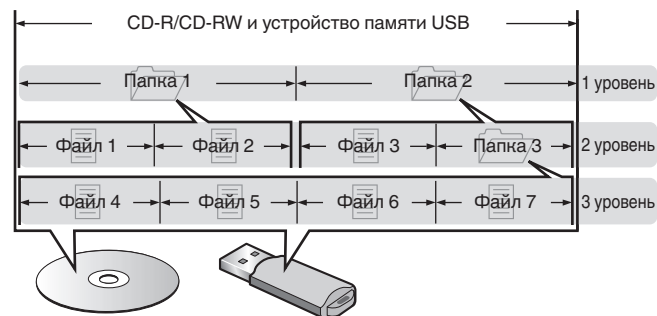 CD-R/CD-RW и устройство памяти USB
Папка 1 Папка 2 1 уровень
Файл 1 Файл 2 Файл 3 Папка 3 2 уровень
Файл 4 Файл 5 Файл 6 Файл 7 3 уровень